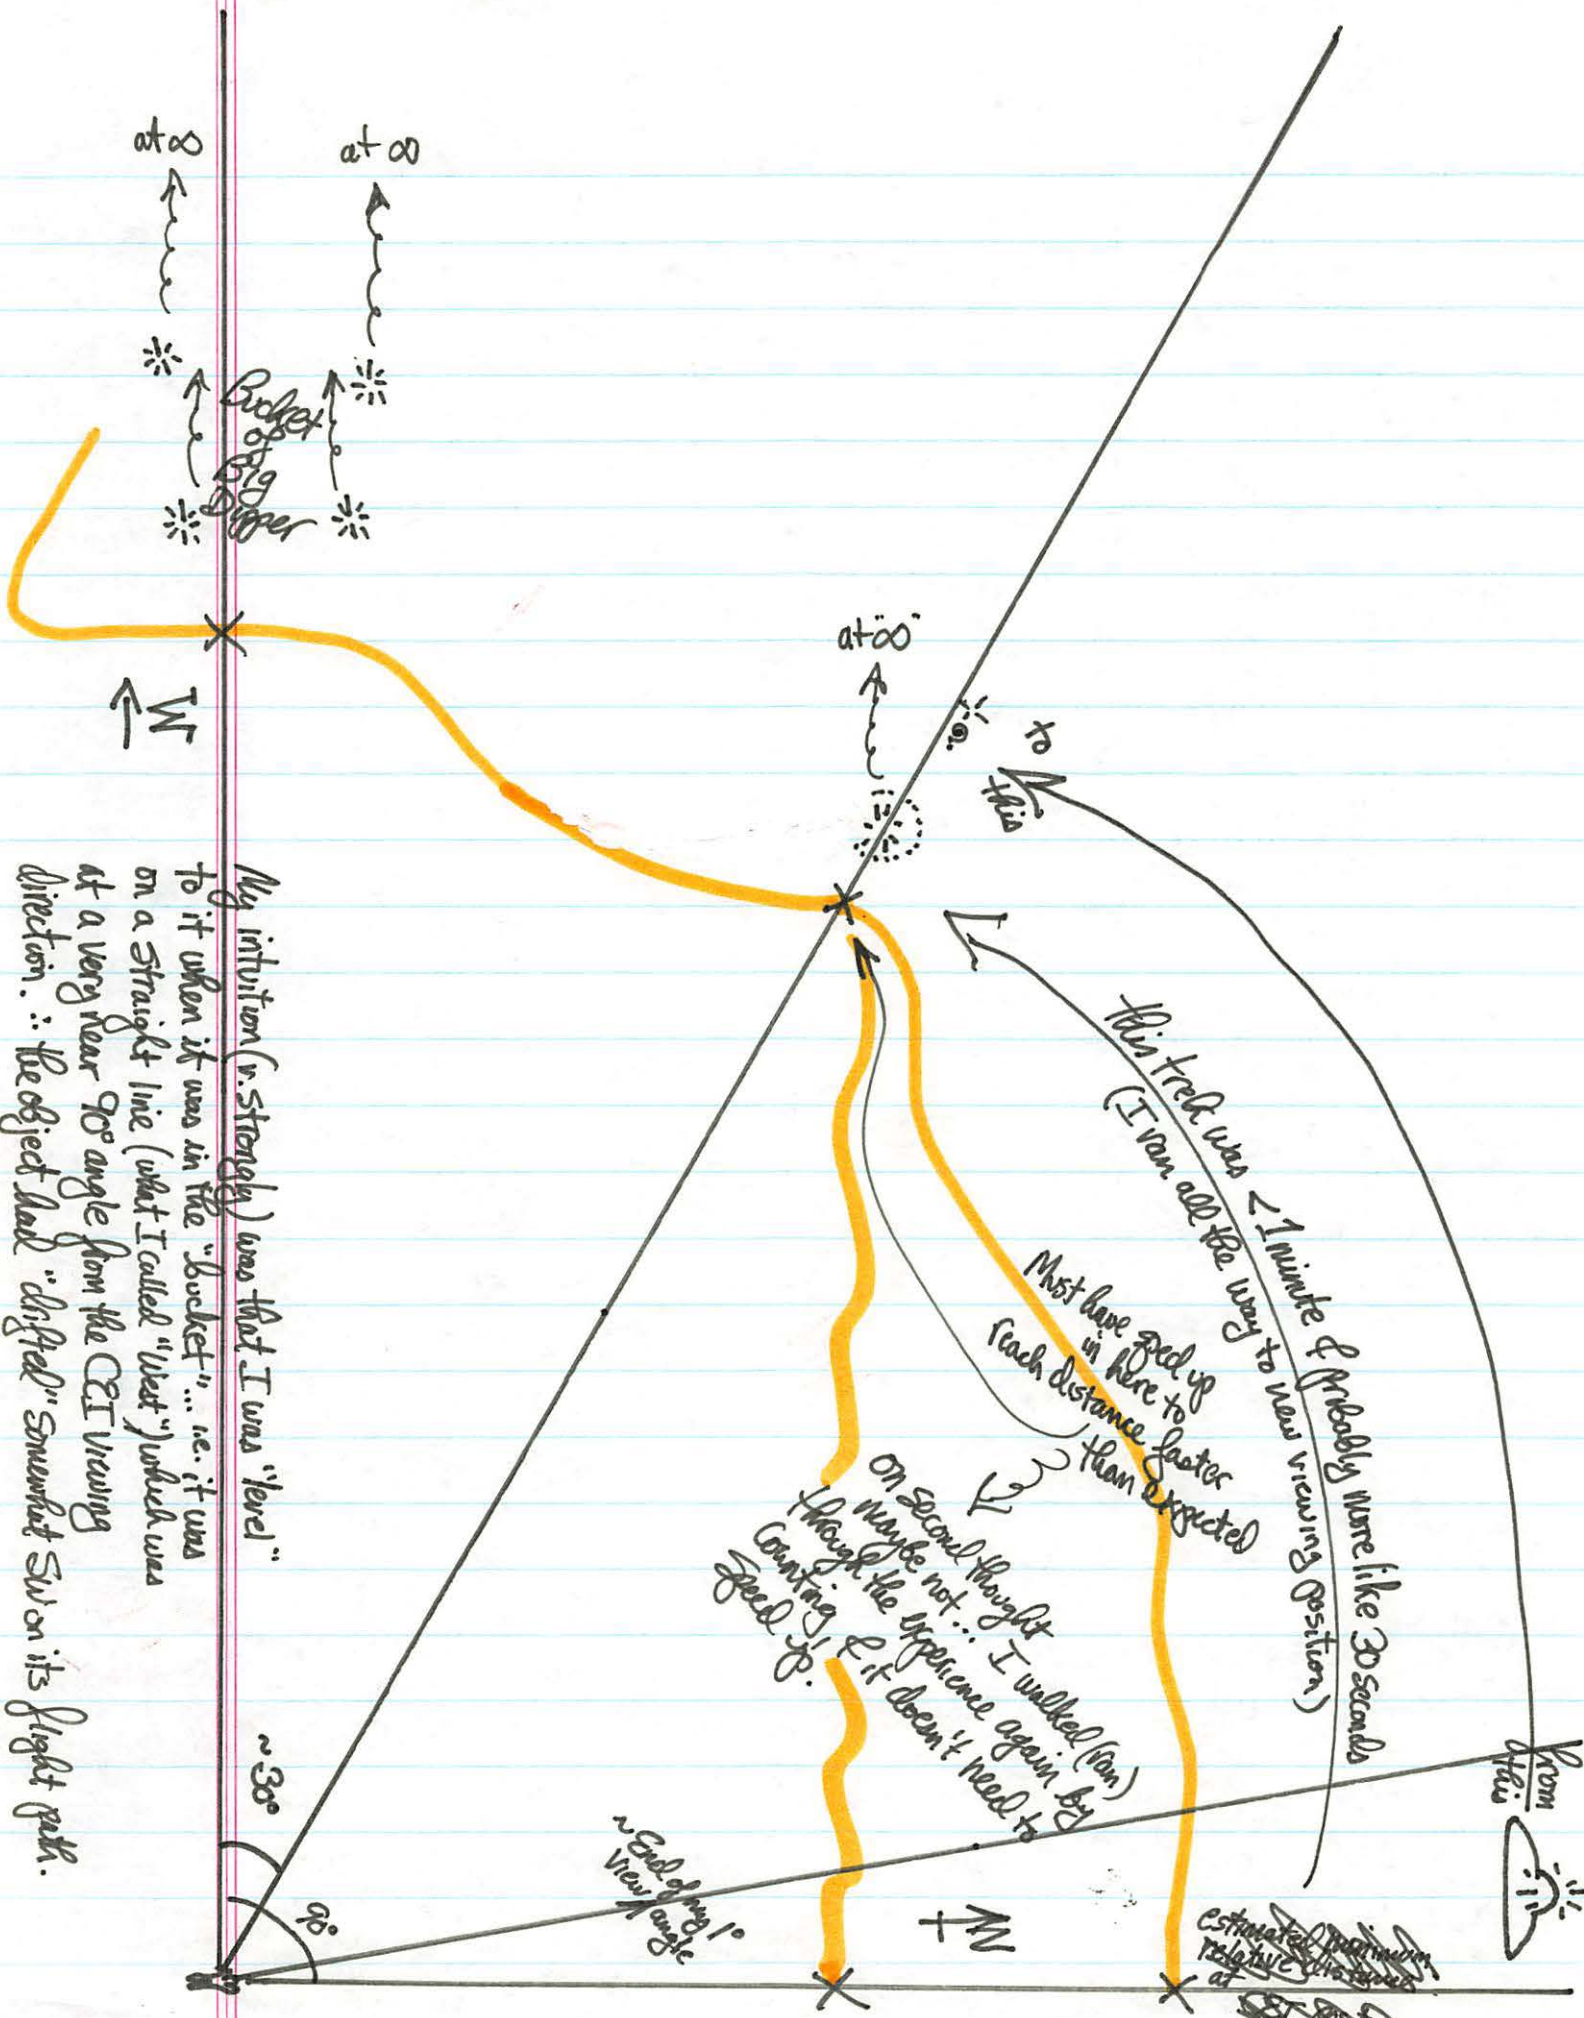 at ∞
at ∞
Bucket
of
Big
Dipper
W
at "∞"
to
this
from
this
this trek was < 1 minute & probably more like 30 seconds
(I ran all the way to new viewing position)
Must have sped up
in here to
reach distance faster
than expected
on second thought
maybe not... I walked (ran)
through the experience again by
counting & it doesn't need to
speed up.
My intuition (v. strongly) was that I was "level"
to it when it was in the "bucket"... i.e. it was
on a straight line (what I called "West") which was
at a very near 90° angle from the CEI viewing
direction. ∴ the object had "drifted" somewhat SW on its flight path.
~30°
90°
~End of my 1°
view angle
estimated
relative distance
at